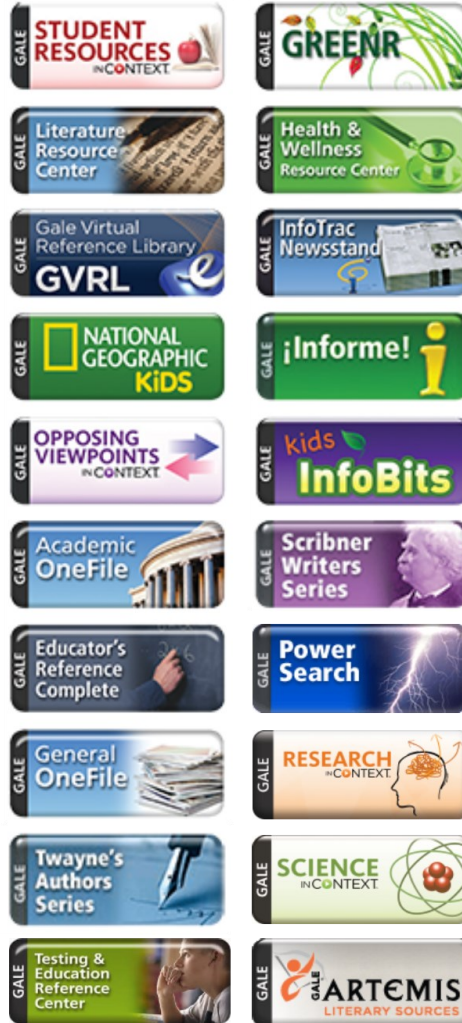 GALE
STUDENT
RESOURCES
IN CONTEXT
GALE
GREENR
GALE
Literature
Resource
Center
GALE
Health &
Wellness
Resource Center
GALE
Gale Virtual
Reference Library
GVRL
GALE
InfoTrac
Newsstand
GALE
NATIONAL
GEOGRAPHIC
KiDS
GALE
¡Informe!
GALE
OPPOSING
VIEWPOINTS
IN CONTEXT
GALE
kids
InfoBits
GALE
Academic
OneFile
GALE
Scribner
Writers
Series
GALE
Educator's
Reference
Complete
GALE
Power
Search
GALE
General
OneFile
GALE
RESEARCH
IN CONTEXT
GALE
Twayne's
Authors
Series
GALE
SCIENCE
IN CONTEXT
GALE
Testing &
Education
Reference
Center
GALE
GALE
ARTEMIS
LITERARY SOURCES